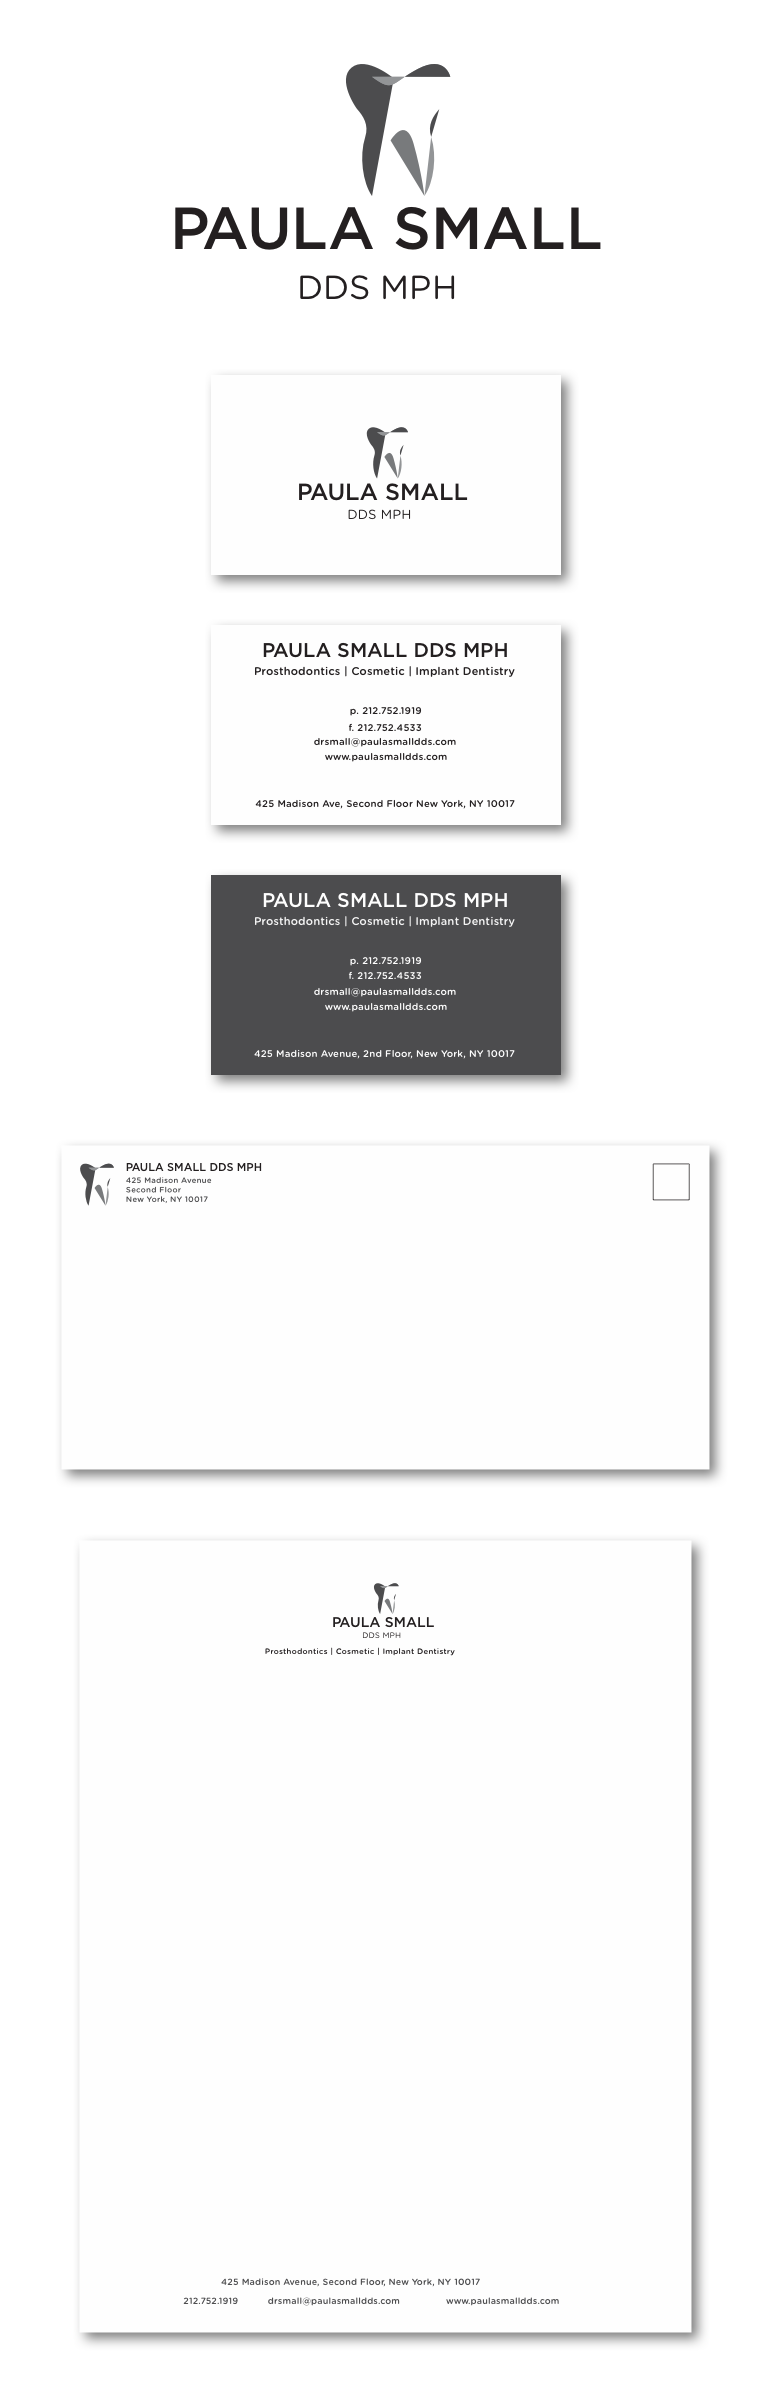 PAULA SMALL
DDS MPH
PAULA SMALL
DDS MPH
PAULA SMALL DDS MPH
Prosthodontics | Cosmetic | Implant Dentistry
p. 212.752.1919
f. 212.752.4533
drsmall@paulasmalldds.com
www.paulasmalldds.com
425 Madison Ave, Second Floor New York, NY 10017
PAULA SMALL DDS MPH
Prosthodontics | Cosmetic | Implant Dentistry
p. 212.752.1919
f. 212.752.4533
drsmall@paulasmalldds.com
www.paulasmalldds.com
425 Madison Avenue, 2nd Floor, New York, NY 10017
PAULA SMALL DDS MPH
425 Madison Avenue
Second Floor
New York, NY 10017
PAULA SMALL
DDS MPH
Prosthodontics | Cosmetic | Implant Dentistry
425 Madison Avenue, Second Floor, New York, NY 10017
212.752.1919 drsmall@paulasmalldds.com www.paulasmalldds.com